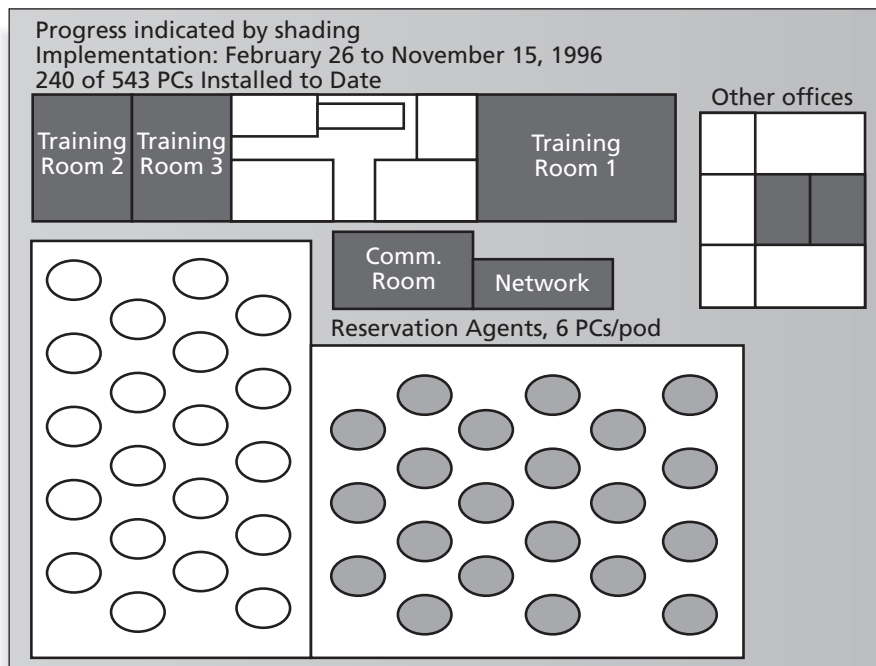 Progress indicated by shading
Implementation: February 26 to November 15, 1996
240 of 543 PCs Installed to Date
Other offices
Training
Room 2
Training
Room 3
Training
Room 1
Comm.
Room
Network
Reservation Agents, 6 PCs/pod